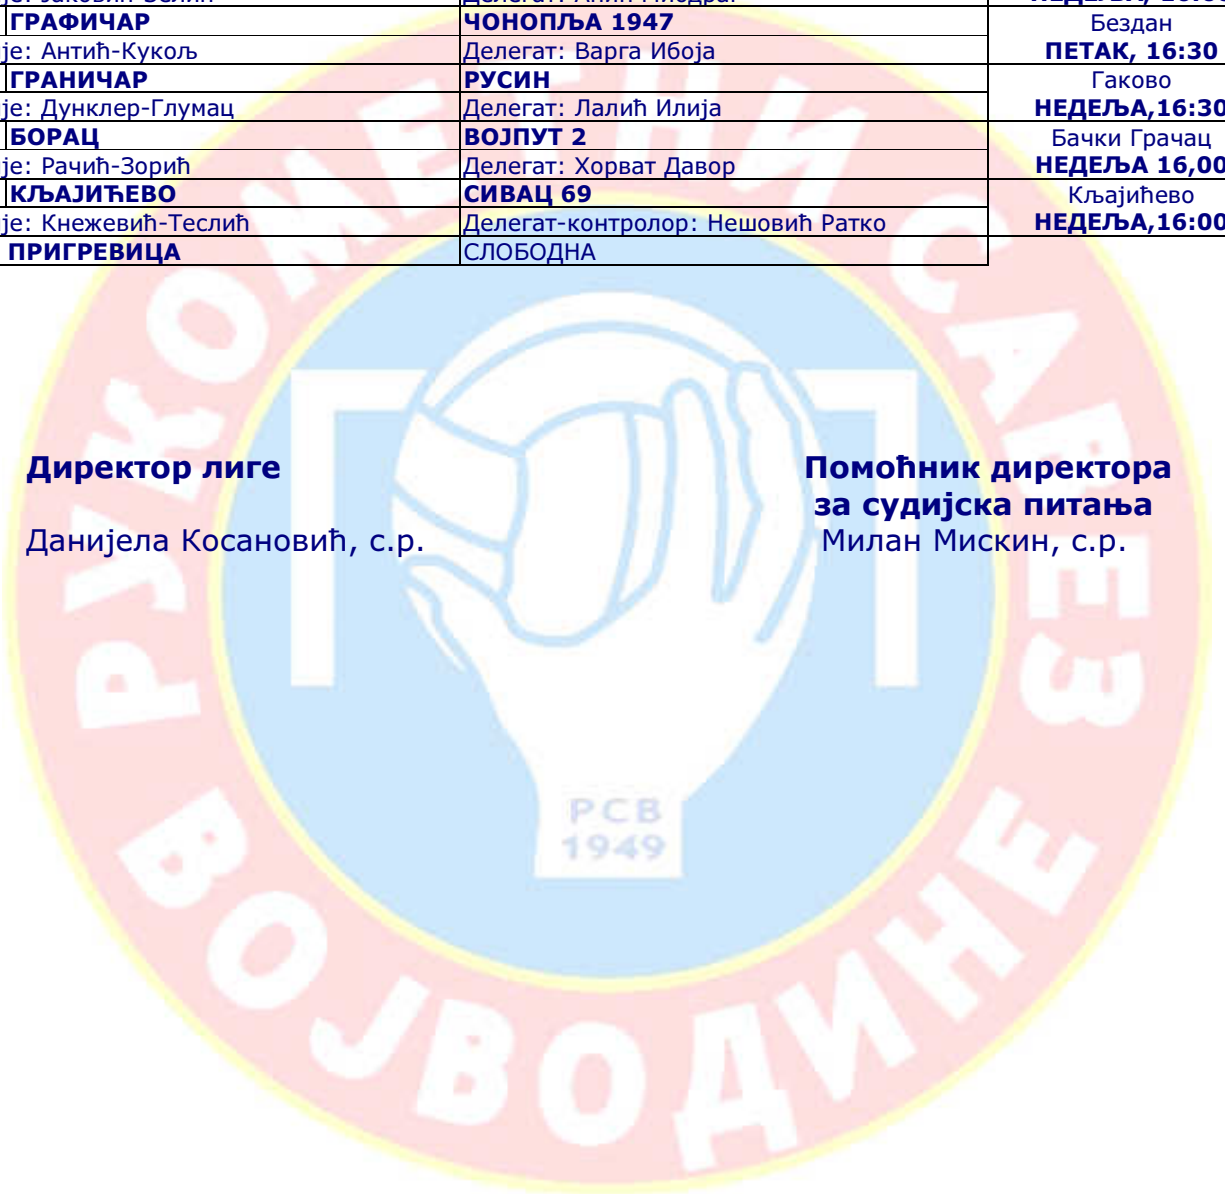 ГРАФИЧАР ЧОНОПЉА 1947 Бездан
је: Антић-Кукољ Делегат: Варга Ибоја ПЕТАК, 16:30
ГРАНИЧАР РУСИН Гаково
је: Дунклер-Глумац Делегат: Лалић Илија НЕДЕЉА,16:30
БОРАЦ ВОЈПУТ 2 Бачки Грачац
је: Рачић-Зорић Делегат: Хорват Давор НЕДЕЉА 16,00
КЉАЈИЋЕВО СИВАЦ 69 Кљајићево
је: Кнежевић-Теслић Делегат-контролор: Нешовић Ратко НЕДЕЉА,16:00
ПРИГРЕВИЦА СЛОБОДНА
Директор лиге Помоћник директора
за судијска питања
Данијела Косановић, с.р. Милан Мискин, с.р.
РУКОМЕТНИ САВЕЗ
ВОЈВОДИНЕ
РСВ
1949